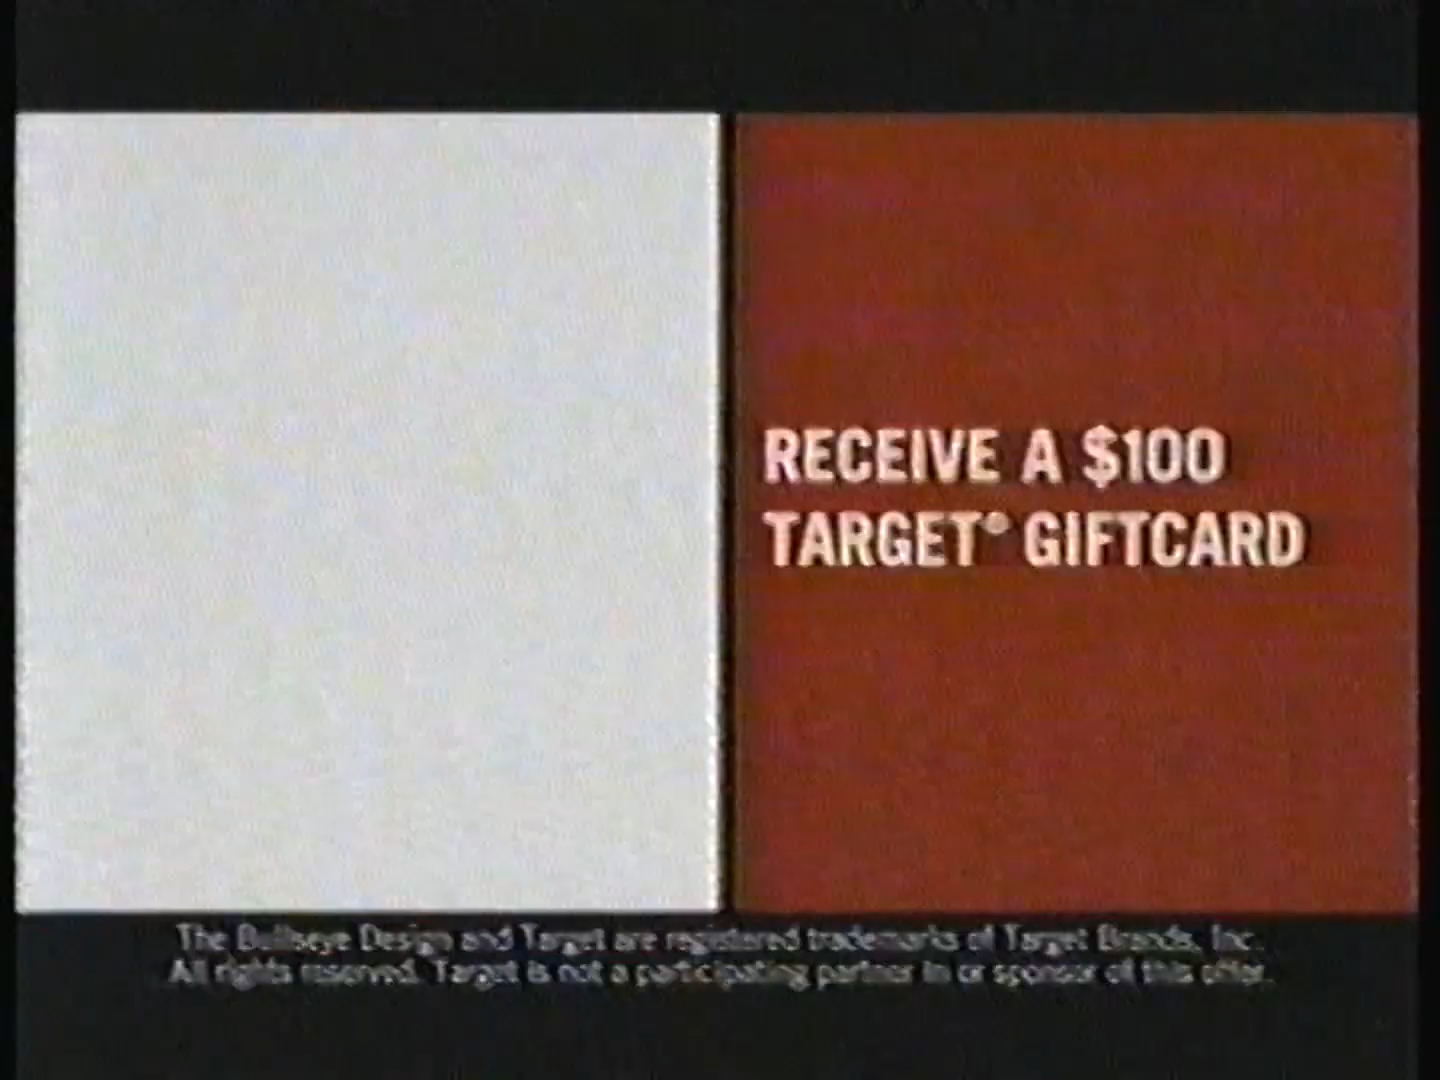 RECEIVE A $100
TARGET® GIFTCARD
The Bullseye Design and Target are registered trademarks of Target Brands, Inc.
All rights reserved. Target is not a participating partner in or sponsor of this offer.